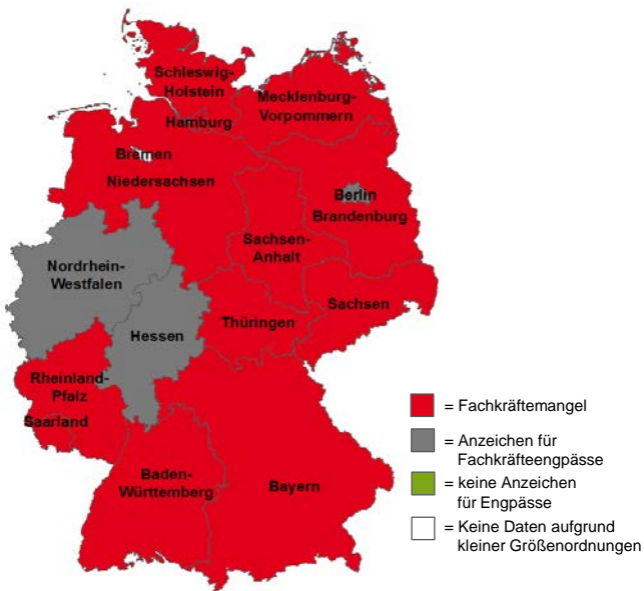 Schleswig-
Holstein
Mecklenburg-
Vorpommern
Hamburg
Bremen
Niedersachsen
Berlin
Brandenburg
Sachsen-
Anhalt
Nordrhein-
Westfalen
Sachsen
Thüringen
Hessen
Rheinland-
Pfalz
Saarland
Baden-
Württemberg
Bayern
= Fachkräftemangel
= Anzeichen für
Fachkräfteengpässe
= keine Anzeichen
für Engpässe
= Keine Daten aufgrund
kleiner Größenordnungen